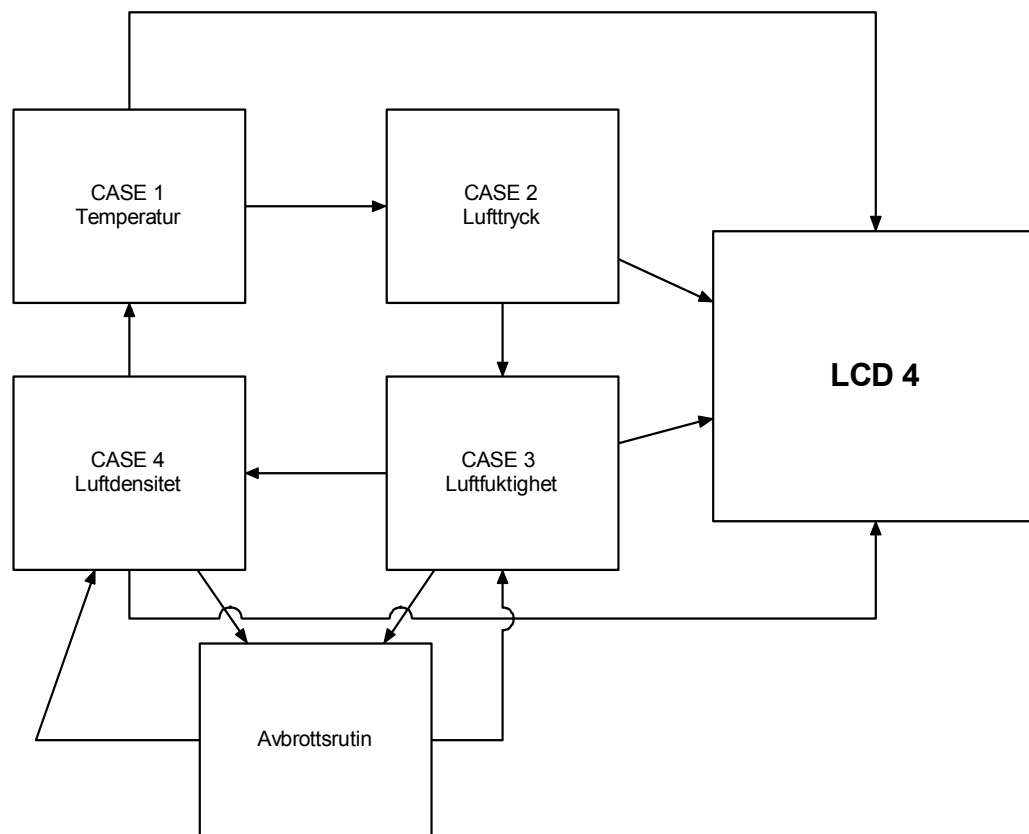 CASE 1
Temperatur
CASE 2
Lufttryck
LCD 4
CASE 4
Luftdensitet
CASE 3
Luftfuktighet
Avbrottsrutin